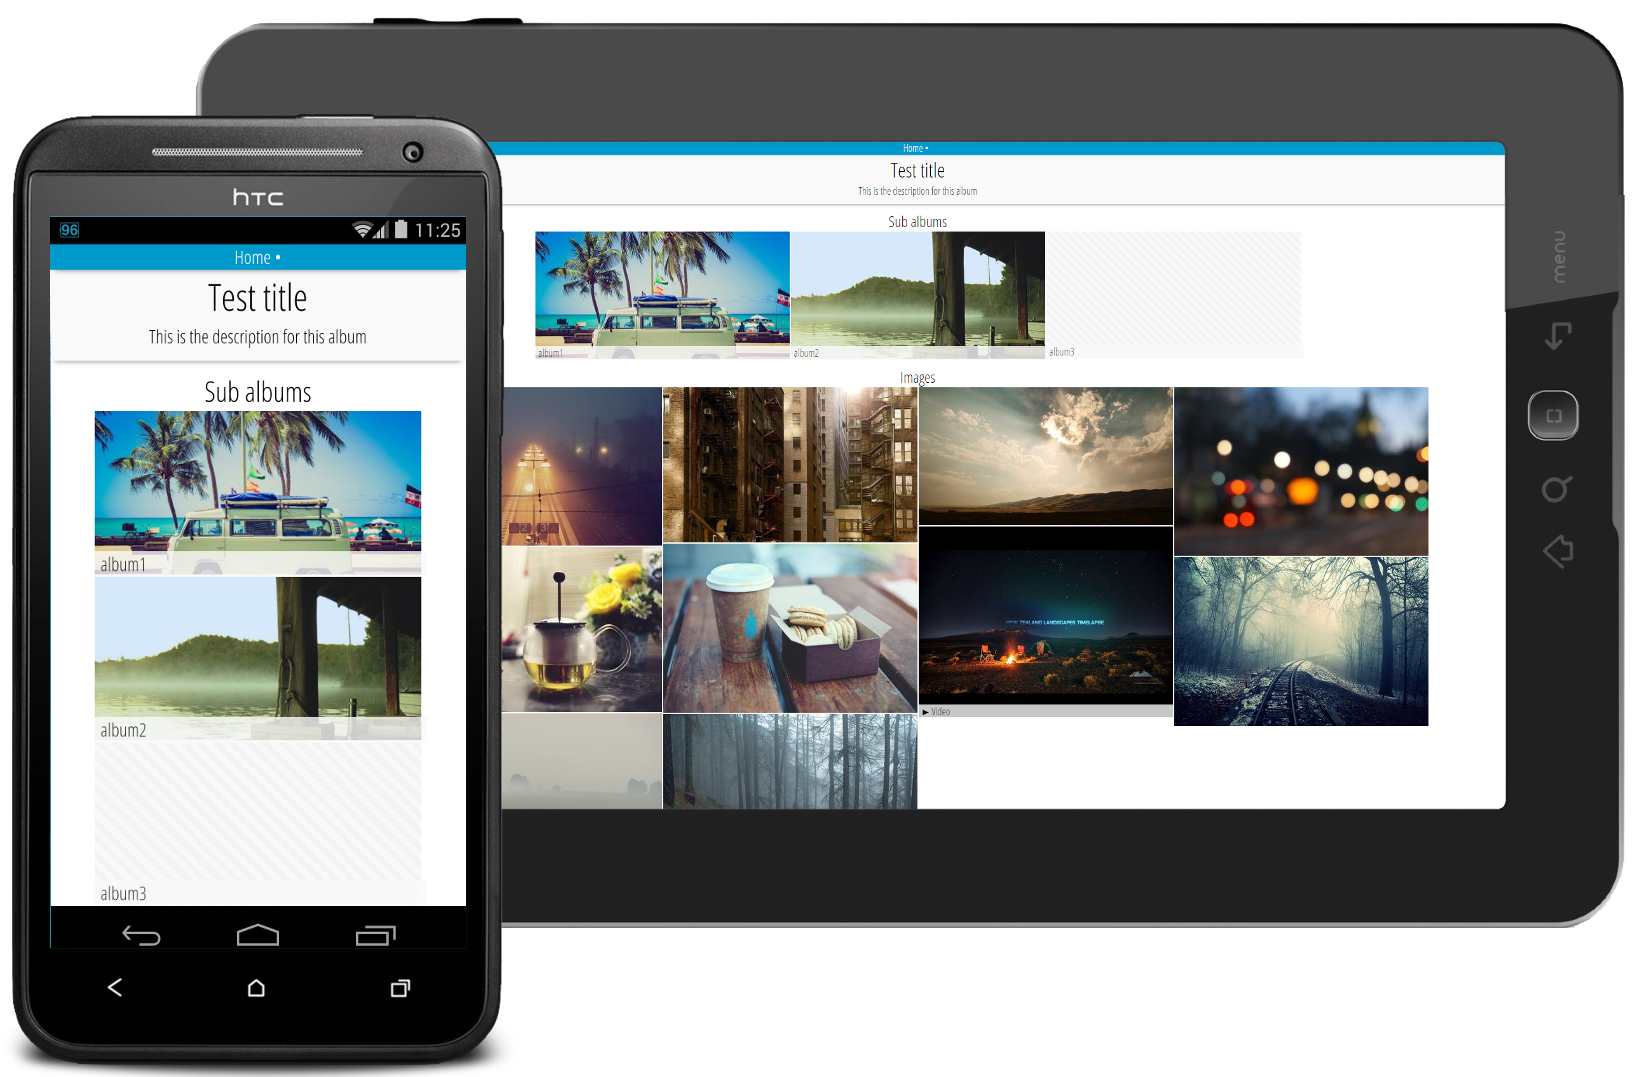 hTC
96 11:25
Home •
Test title
This is the description for this album
Sub albums
album1
album2
album3
Home •
Test title
This is the description for this album
Sub albums
album1
album2
album3
Images
NEW ZEALAND LANDSCAPES TIMELAPSE
► Video
menu